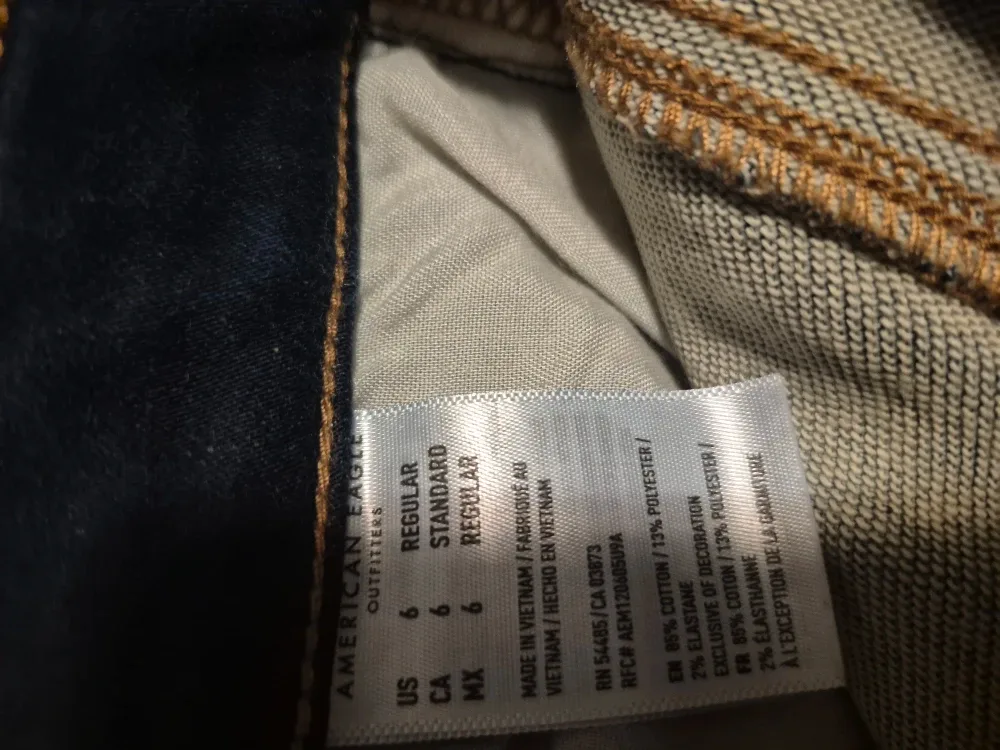 AMERICAN EAGLE
OUTFITTERS
US 6 REGULAR
CA 6 STANDARD
MX 6 REGULAR
MADE IN VIETNAM / FABRIQUÉ AU
VIETNAM / HECHO EN VIETNAM
RN 54485 / CA 03873
RFC# AEM120605U9A
EN 85% COTTON / 13% POLYESTER /
2% ELASTANE
EXCLUSIVE OF DECORATION
FR 85% COTON / 13% POLYESTER /
2% ÉLASTHANNE
À L'EXCEPTION DE LA GARNITURE